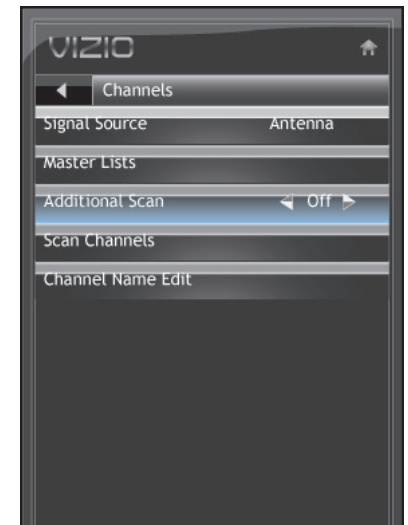 VIZIO
Channels
Signal Source Antenna
Master Lists
Additional Scan Off
Scan Channels
Channel Name Edit